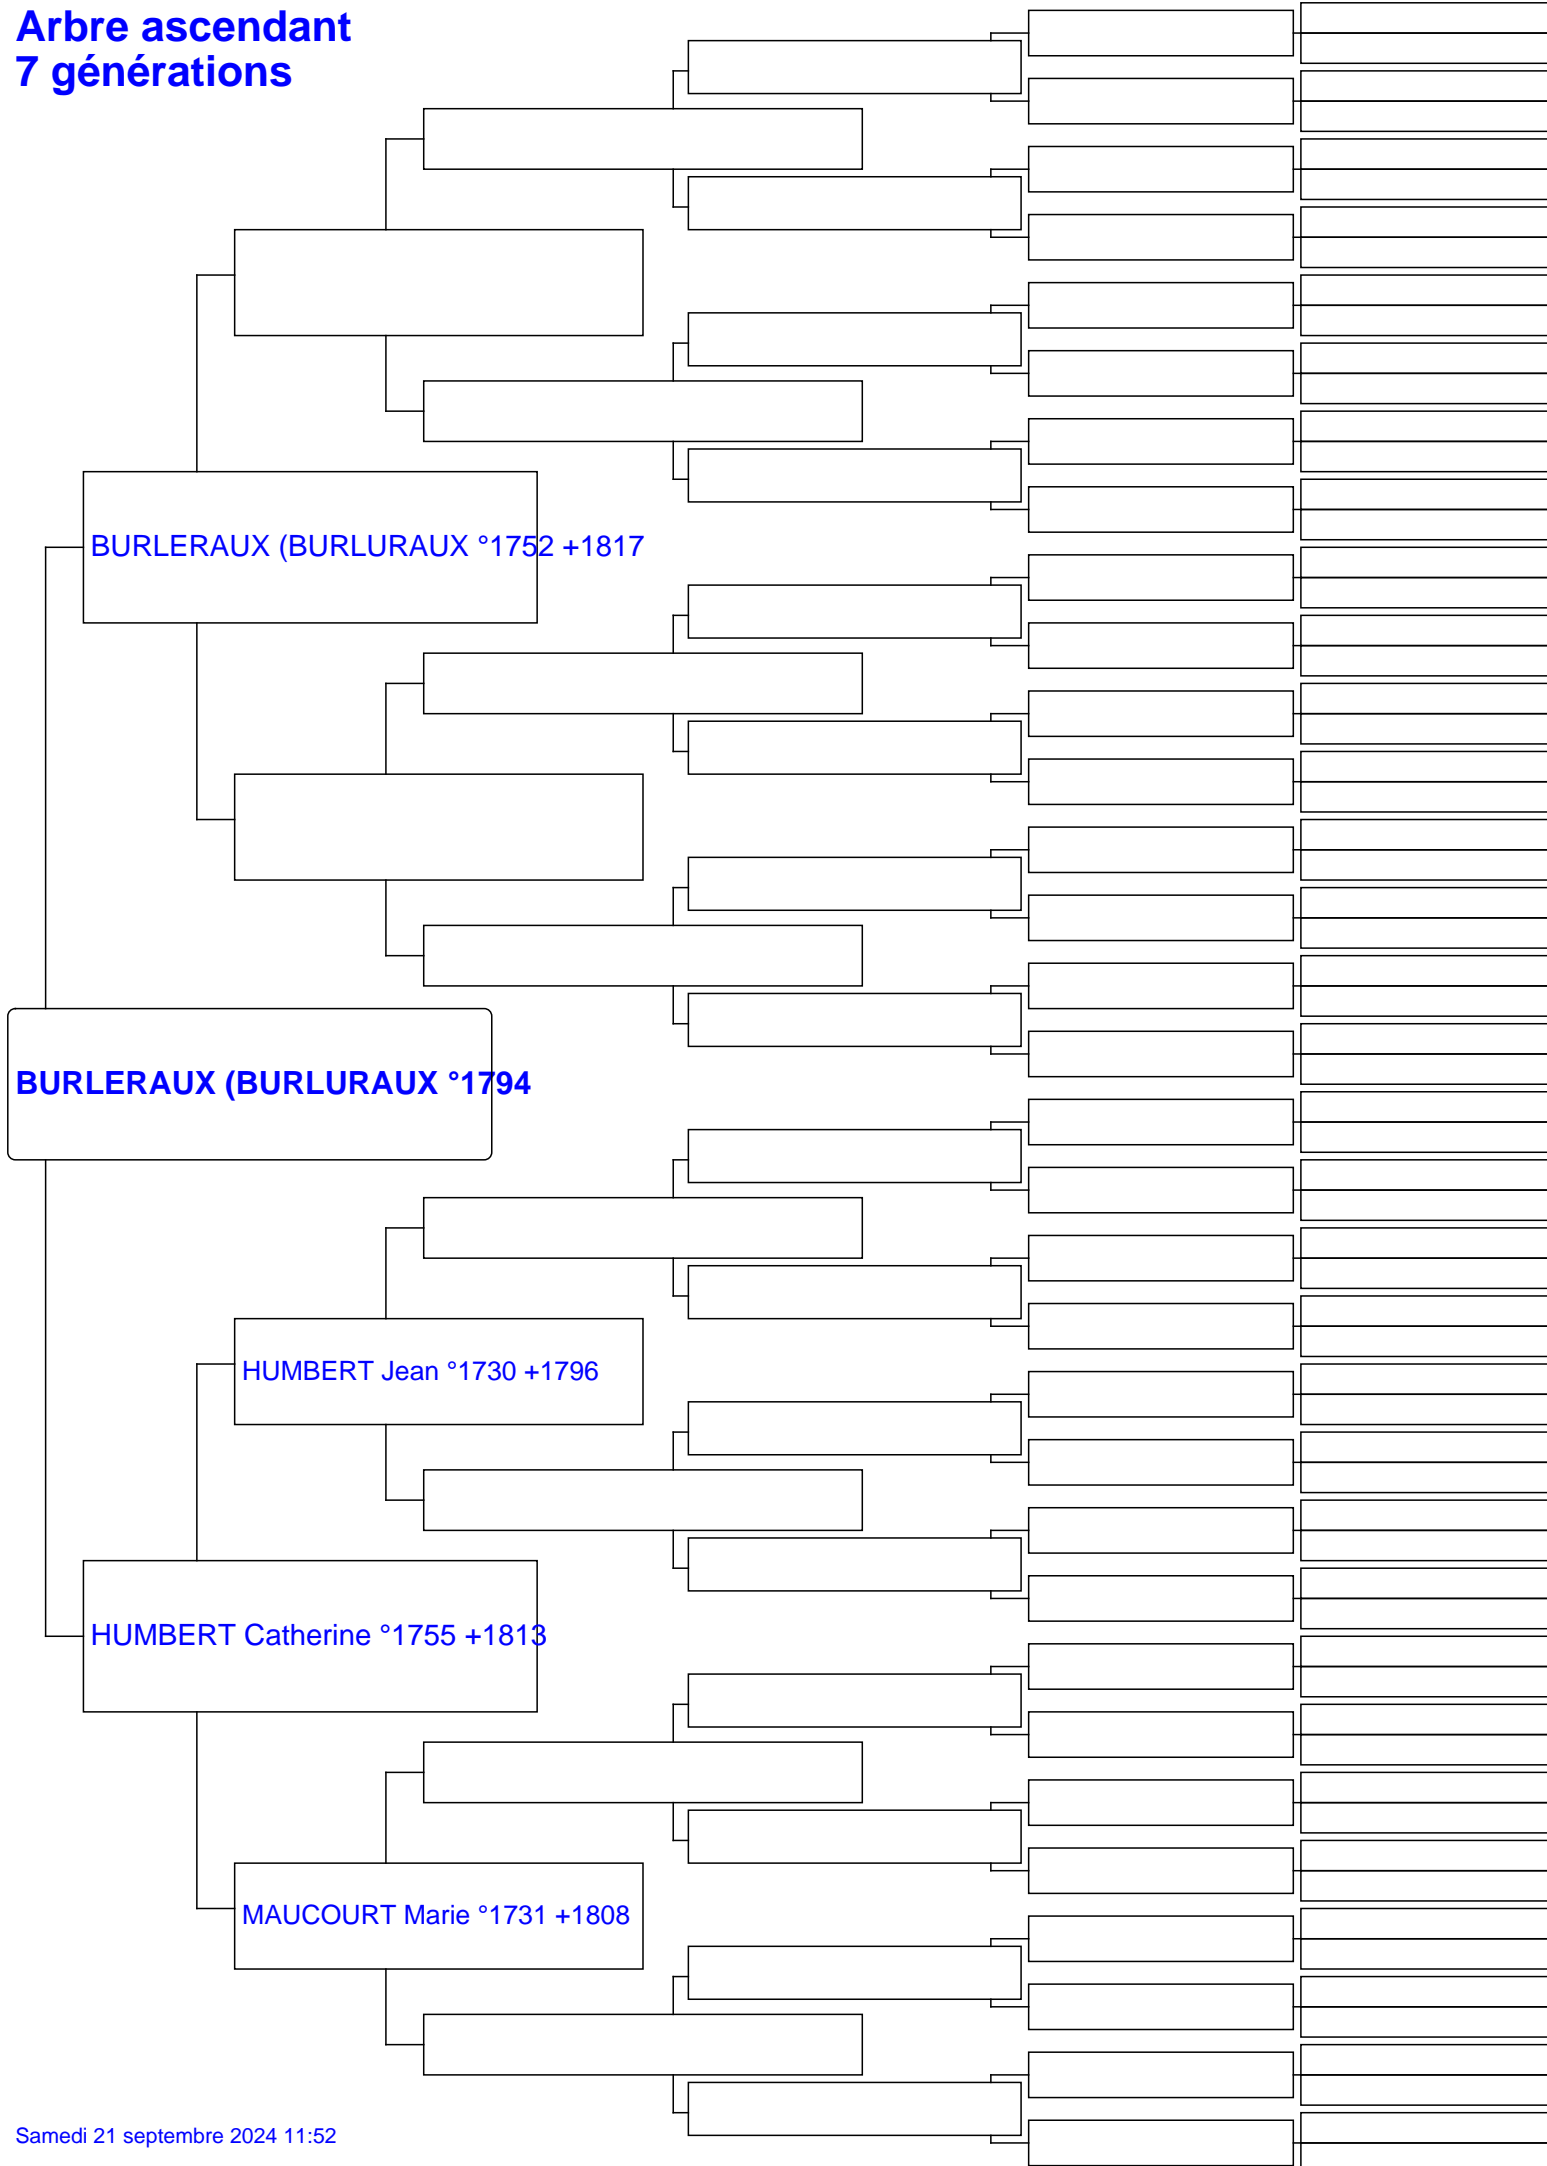 Arbre ascendant
7 générations
BURLERAUX (BURLURAUX °1752 +1817
BURLERAUX (BURLURAUX °1794
HUMBERT Jean °1730 +1796
HUMBERT Catherine °1755 +1813
MAUCOURT Marie °1731 +1808
Samedi 21 septembre 2024 11:52